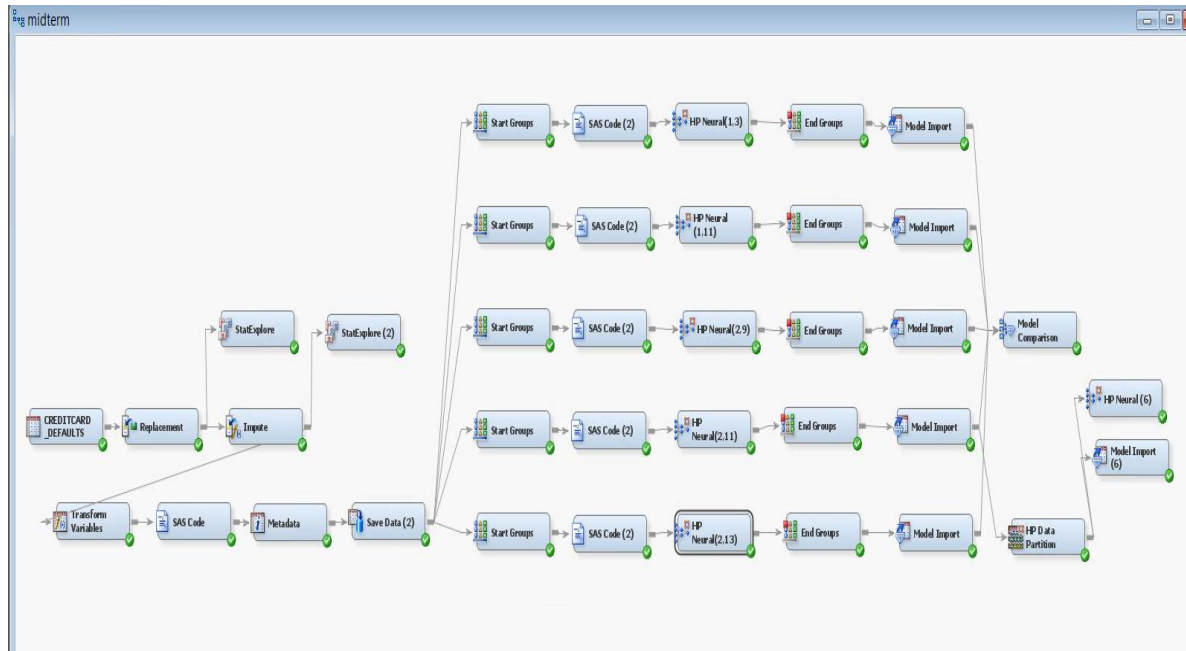 midterm
Start Groups
SAS Code (2)
HP Neural(1,3)
End Groups
Model Import
Start Groups
SAS Code (2)
HP Neural
(1,11)
End Groups
Model Import
StatExplore
StatExplore (2)
Start Groups
SAS Code (2)
HP Neural(2,9)
End Groups
Model Import
Model
Comparison
CREDITCARD
_DEFAULTS
Replacement
Impute
Start Groups
SAS Code (2)
HP
Neural(2,11)
End Groups
Model Import
HP Neural (6)
Model Import
(6)
Transform
Variables
SAS Code
Metadata
Save Data (2)
Start Groups
SAS Code (2)
HP
Neural(2,13)
End Groups
Model Import
HP Data
Partition